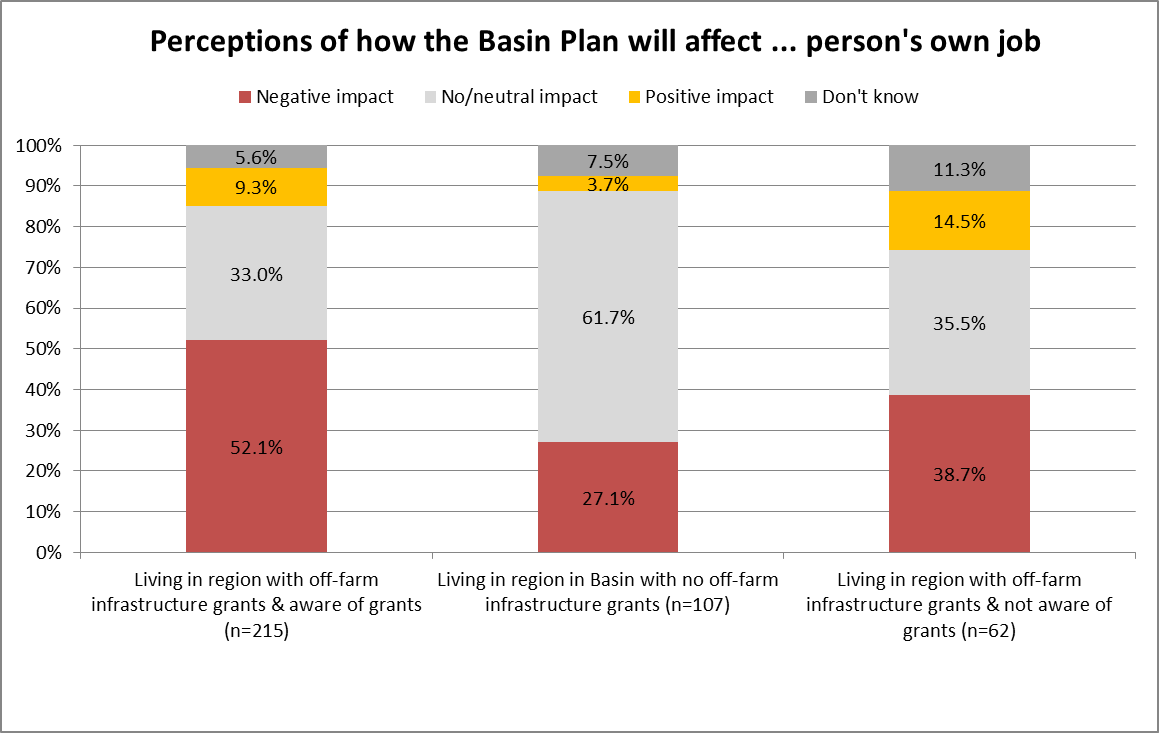 Perceptions of how the Basin Plan will affect ... person's own job
Negative impact No/neutral impact Positive impact Don't know
100%
90%
80%
70%
60%
50%
40%
30%
20%
10%
0%
5.6%
9.3%
33.0%
52.1%
7.5%
3.7%
61.7%
27.1%
11.3%
14.5%
35.5%
38.7%
Living in region with off-farm
infrastructure grants & aware of grants
(n=215)
Living in region in Basin with no off-farm
infrastructure grants (n=107)
Living in region with off-farm
infrastructure grants & not aware of
grants (n=62)